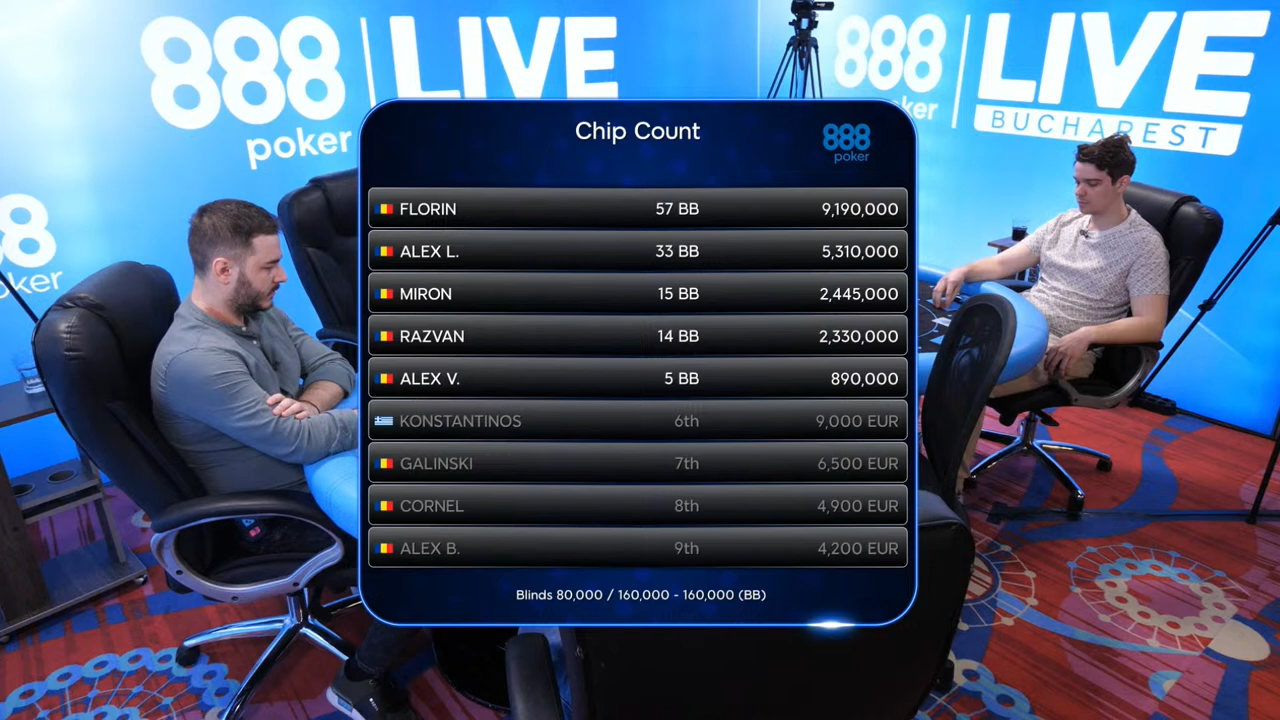 888 | LIVE
poker
888 | LIVE
ker
BUCHAREST
8
oker
Chip Count
888
poker
FLORIN 57 BB 9,190,000
ALEX L. 33 BB 5,310,000
MIRON 15 BB 2,445,000
RAZVAN 14 BB 2,330,000
ALEX V. 5 BB 890,000
KONSTANTINOS 6th 9,000 EUR
GALINSKI 7th 6,500 EUR
CORNEL 8th 4,900 EUR
ALEX B. 9th 4,200 EUR
Blinds 80,000 / 160,000 - 160,000 (BB)